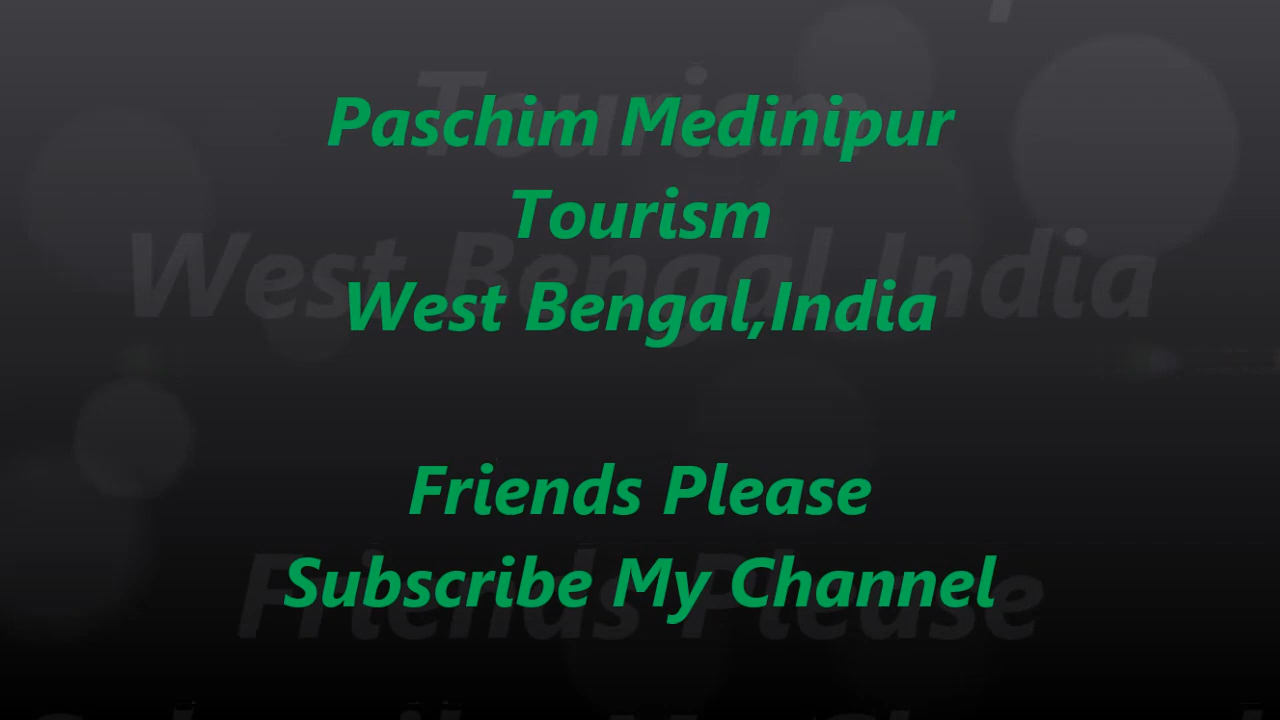 Paschim Medinipur
Tourism
West Bengal,India
Friends Please
Subscribe My Channel